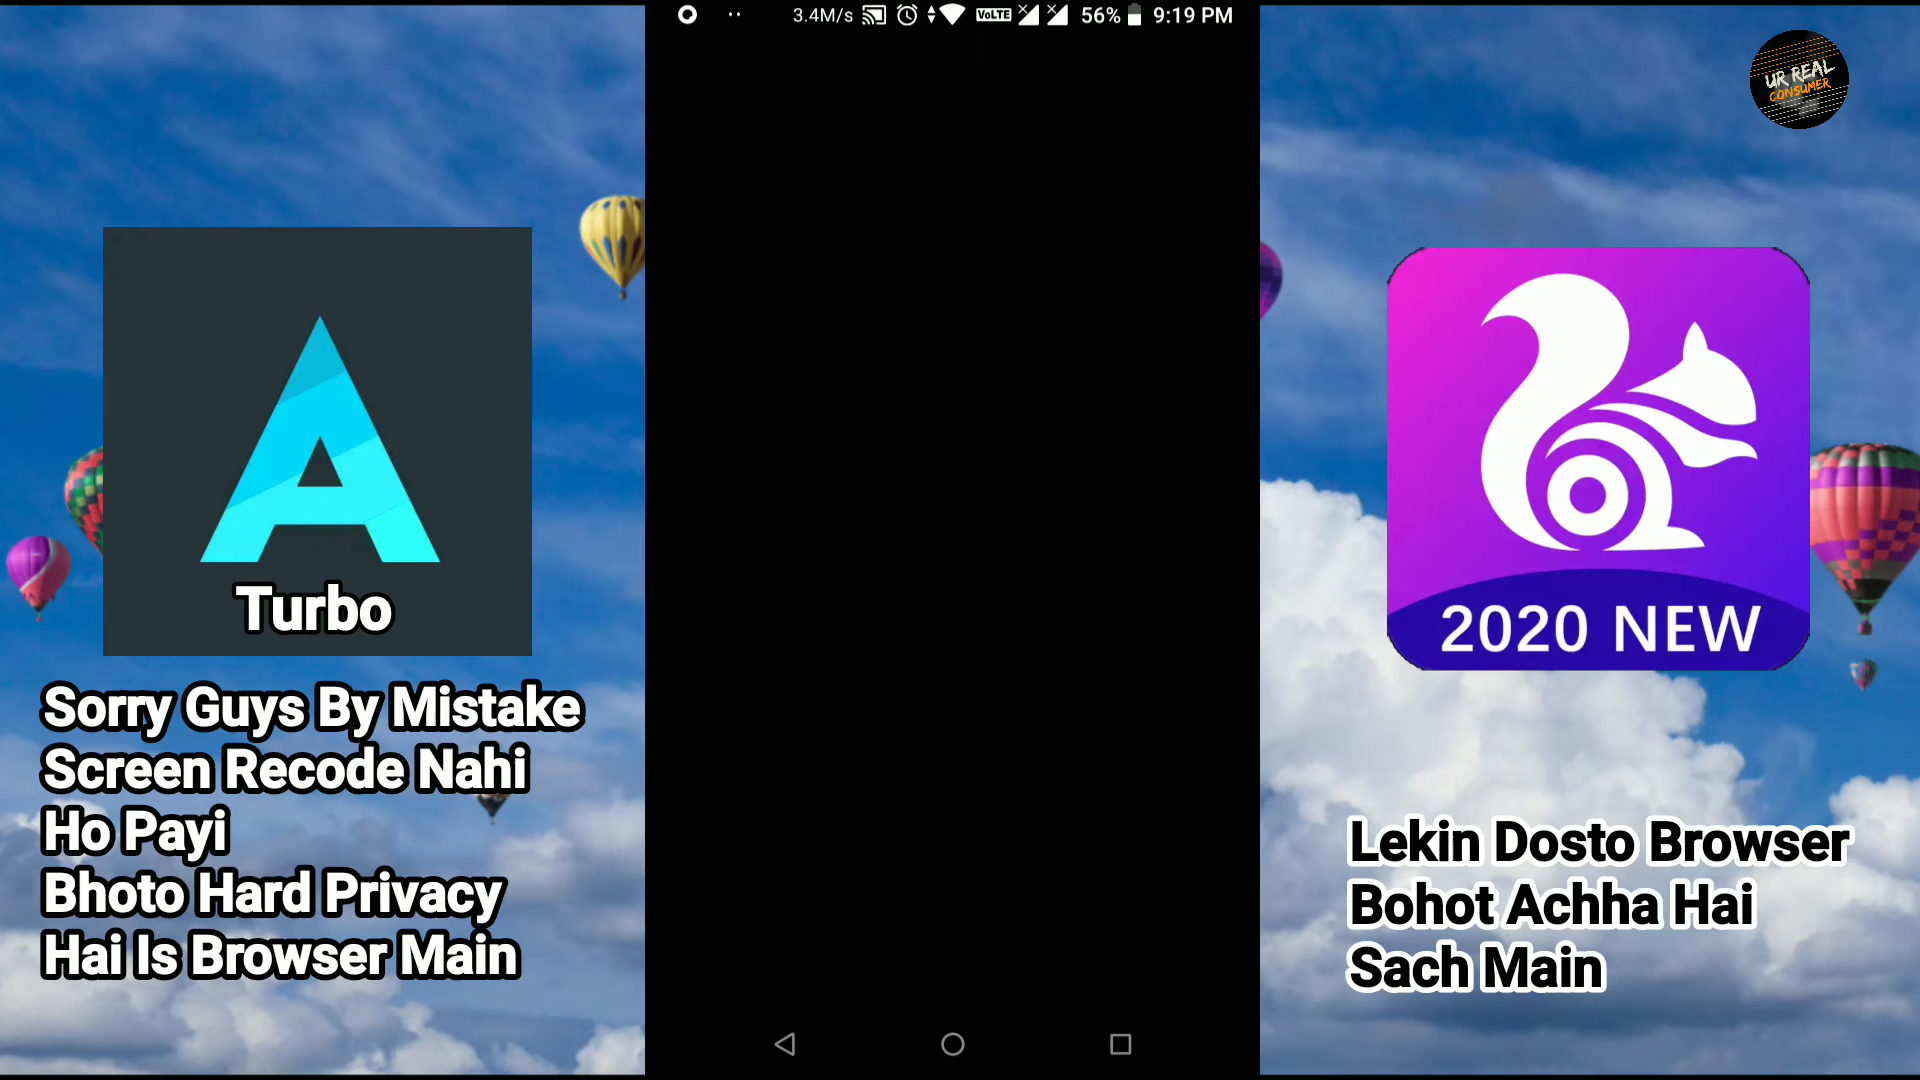 3.4M/s
VoLTE
56%
9:19 PM
UR REAL
CONSUMER
Turbo
Sorry Guys By Mistake
Screen Recode Nahi
Ho Payi
Bhoto Hard Privacy
Hai Is Browser Main
2020 NEW
Lekin Dosto Browser
Bohot Achha Hai
Sach Main